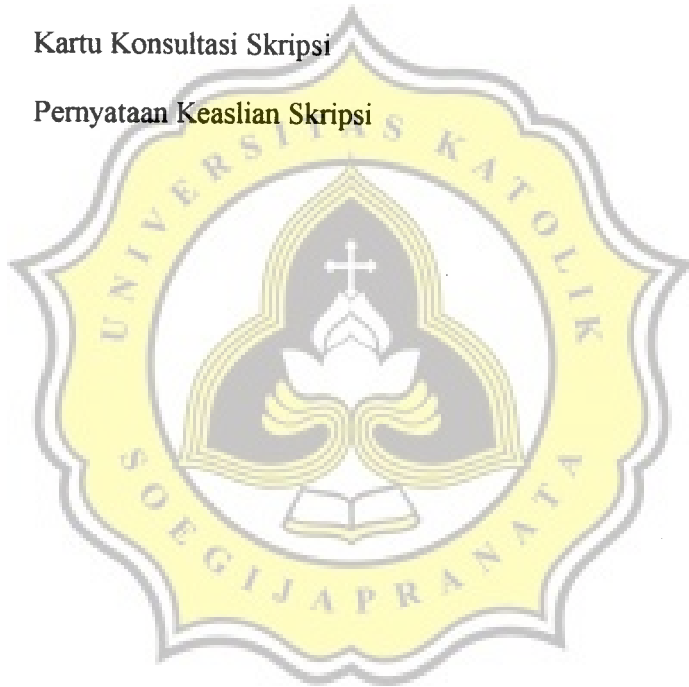 Kartu Konsultasi Skripsi
Pernyataan Keaslian Skripsi
UNIVERSITAS KATOLIK
SOEGIJAPRANATA